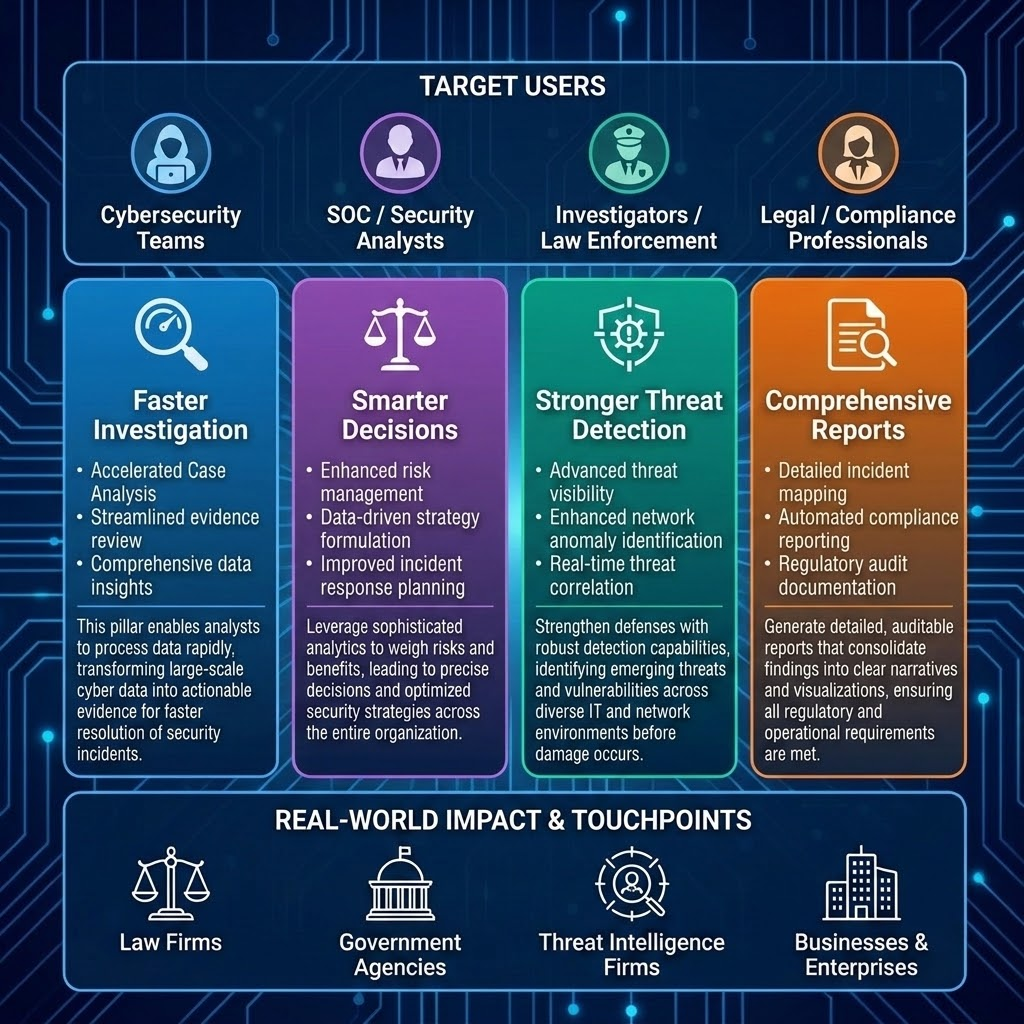 TARGET USERS
Cybersecurity
Teams
SOC / Security
Analysts
Investigators /
Law Enforcement
Legal / Compliance
Professionals
Faster
Investigation
• Accelerated Case
Analysis
• Streamlined evidence
review
• Comprehensive data
insights
This pillar enables analysts
to process data rapidly,
transforming large-scale
cyber data into actionable
evidence for faster
resolution of security
incidents.
Smarter
Decisions
• Enhanced risk
management
• Data-driven strategy
formulation
• Improved incident
response planning
Leverage sophisticated
analytics to weigh risks and
benefits, leading to precise
decisions and optimized
security strategies across
the entire organization.
Stronger Threat
Detection
• Advanced threat
visibility
• Enhanced network
anomaly identification
• Real-time threat
correlation
Strengthen defenses with
robust detection capabilities,
identifying emerging threats
and vulnerabilities across
diverse IT and network
environments before
damage occurs.
Comprehensive
Reports
• Detailed incident
mapping
• Automated compliance
reporting
• Regulatory audit
documentation
Generate detailed, auditable
reports that consolidate
findings into clear narratives
and visualizations, ensuring
all regulatory and
operational requirements
are met.
REAL-WORLD IMPACT & TOUCHPOINTS
Law Firms
Government
Agencies
Threat Intelligence
Firms
Businesses &
Enterprises